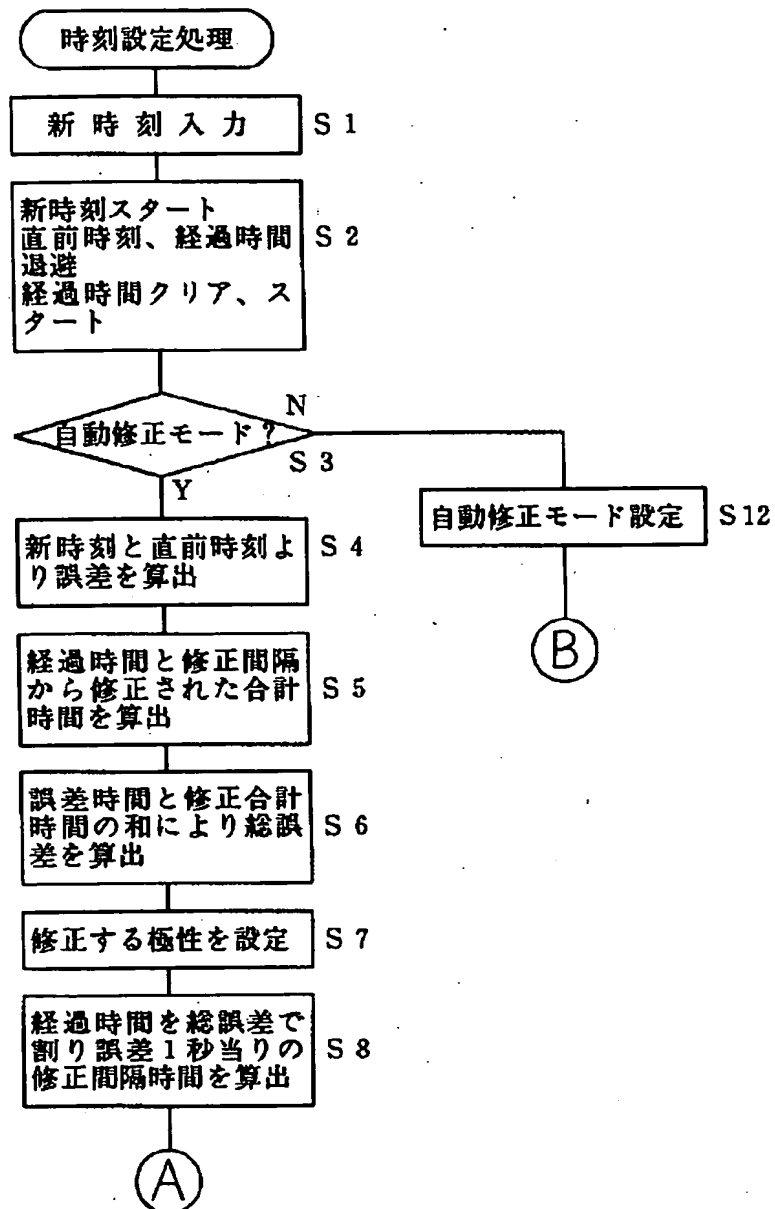 時刻設定処理
新時刻入力 S1
新時刻スタート
直前時刻、経過時間 S2
退避
経過時間クリア、ス
タート
N
自動修正モード?
S3
Y
自動修正モード設定 S12
新時刻と直前時刻よ S4
り誤差を算出
B
経過時間と修正間隔
から修正された合計 S5
時間を算出
誤差時間と修正合計
時間の和により総誤 S6
差を算出
修正する極性を設定 S7
経過時間を総誤差で
割り誤差1秒当りの S8
修正間隔時間を算出
A